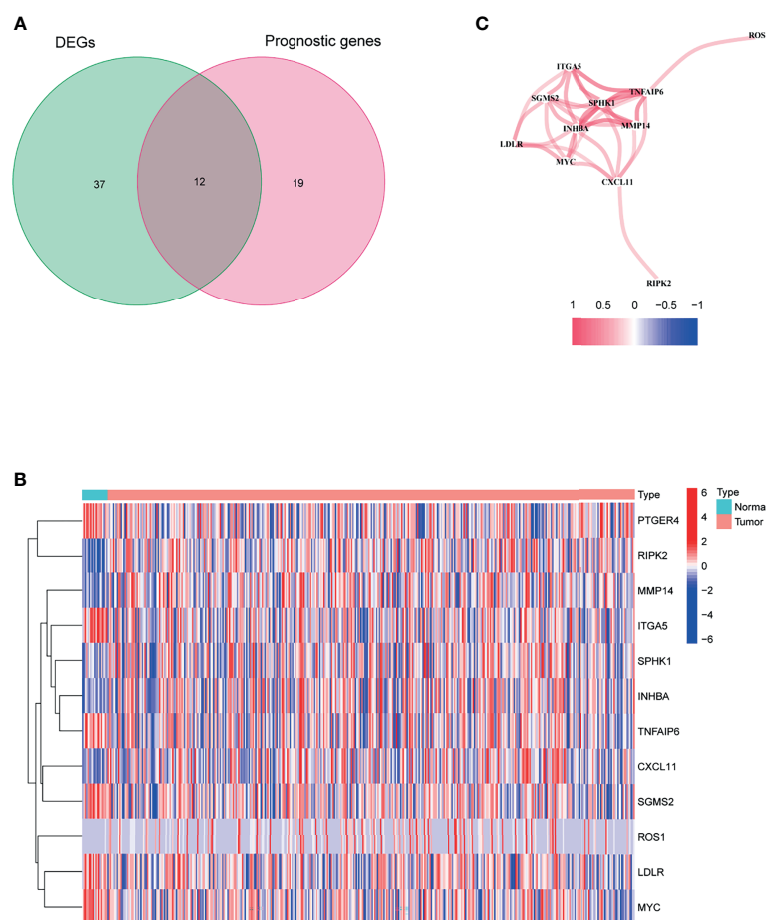 A
DEGs
Prognostic genes
37
12
19
C
ROS
ITGA5
TNFAIP6
SGMS2
SPHK1
INHBA
MMP14
LDLR
MYC
CXCL11
RIPK2
1 0.5 0 −0.5 −1
B
Type
PTGER4
RIPK2
MMP14
ITGA5
SPHK1
INHBA
TNFAIP6
CXCL11
SGMS2
ROS1
LDLR
MYC
6
4
2
0
−2
−4
−6
Type
Norma
Tumor